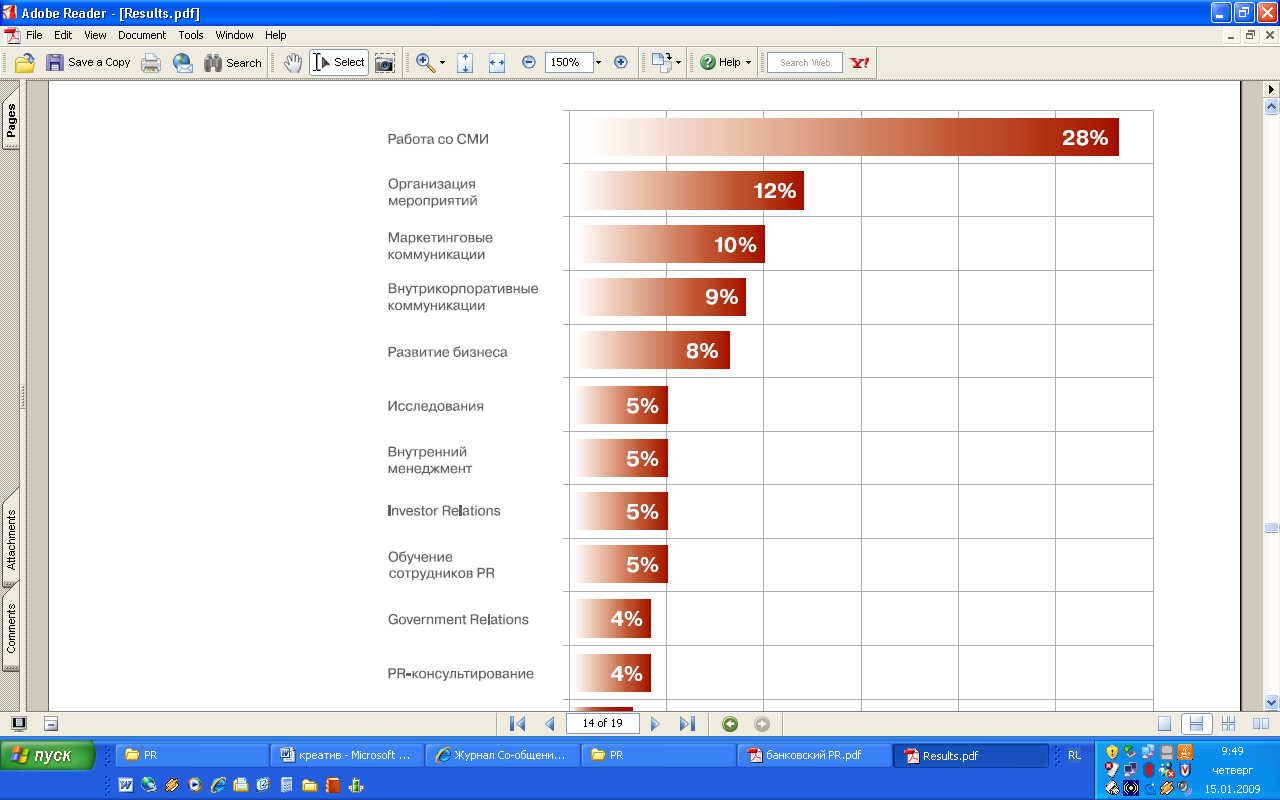 Adobe Reader - [Results.pdf]
File Edit View Document Tools Window Help
Save a Copy Search Select 150% Help Search Web Y!
Pages
Attachments
Comments
Работа со СМИ 28%
Организация
мероприятий 12%
Маркетинговые
коммуникации 10%
Внутрикорпоративные
коммуникации 9%
Развитие бизнеса 8%
Исследования 5%
Внутренний
менеджмент 5%
Investor Relations 5%
Обучение
сотрудников PR 5%
Government Relations 4%
PR-консультирование 4%
14 of 19
пуск PR креатив - Microsoft ... Журнал Со-общени... PR банковский PR.pdf Results.pdf RL
9:49
четверг
15.01.2009